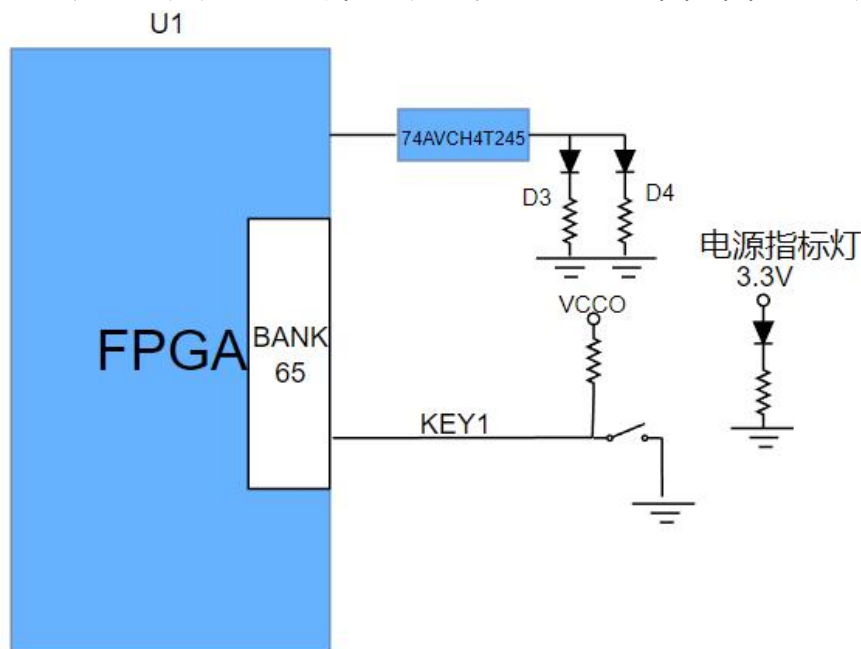 U1
74AVCH4T245
D3
D4
电源指标灯
3.3V
VCCO
FPGA
BANK
65
KEY1